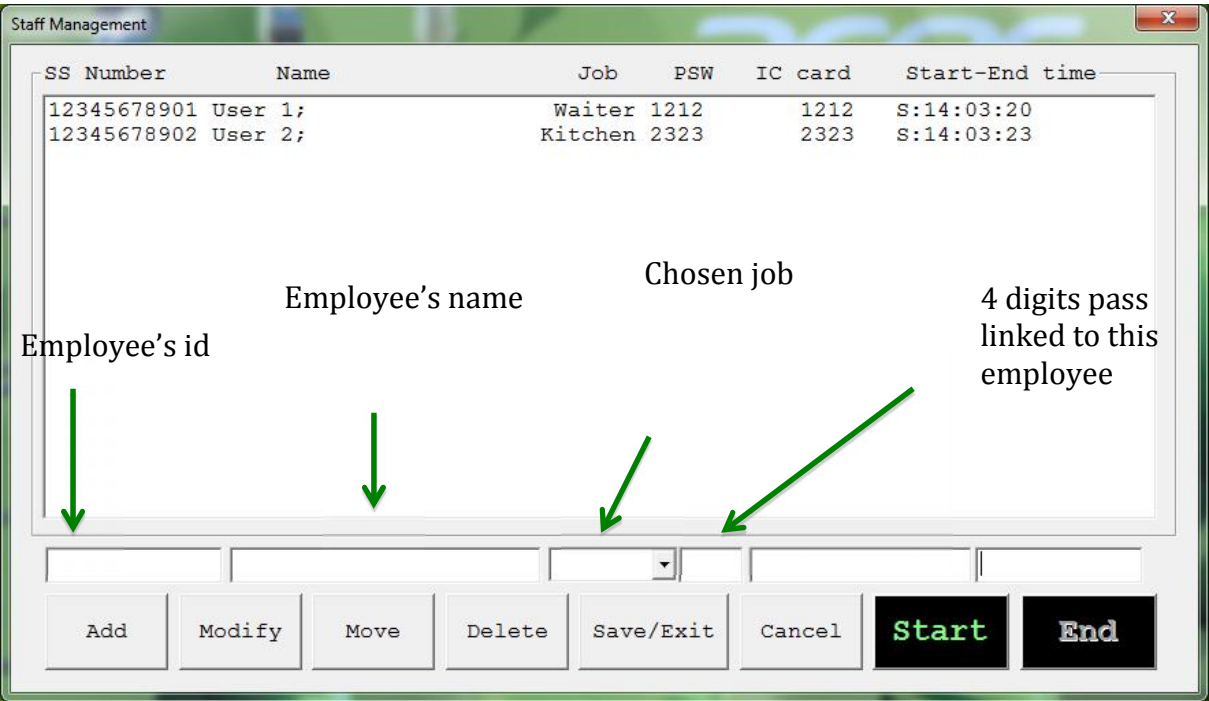 Staff Management
SS Number Name Job PSW IC card Start-End time
12345678901 User 1; Waiter 1212 1212 S:14:03:20
12345678902 User 2; Kitchen 2323 2323 S:14:03:23
Chosen job
Employee’s name
4 digits pass
linked to this
employee
Employee’s id
Add Modify Move Delete Save/Exit Cancel Start End